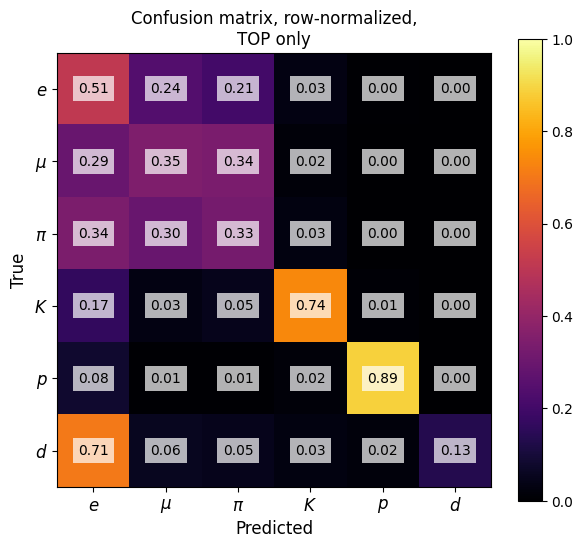 Confusion matrix, row-normalized,
TOP only
True
e 0.51 0.24 0.21 0.03 0.00 0.00
μ 0.29 0.35 0.34 0.02 0.00 0.00
π 0.34 0.30 0.33 0.03 0.00 0.00
K 0.17 0.03 0.05 0.74 0.01 0.00
p 0.08 0.01 0.01 0.02 0.89 0.00
d 0.71 0.06 0.05 0.03 0.02 0.13
e μ π K p d
Predicted
1.0
0.8
0.6
0.4
0.2
0.0